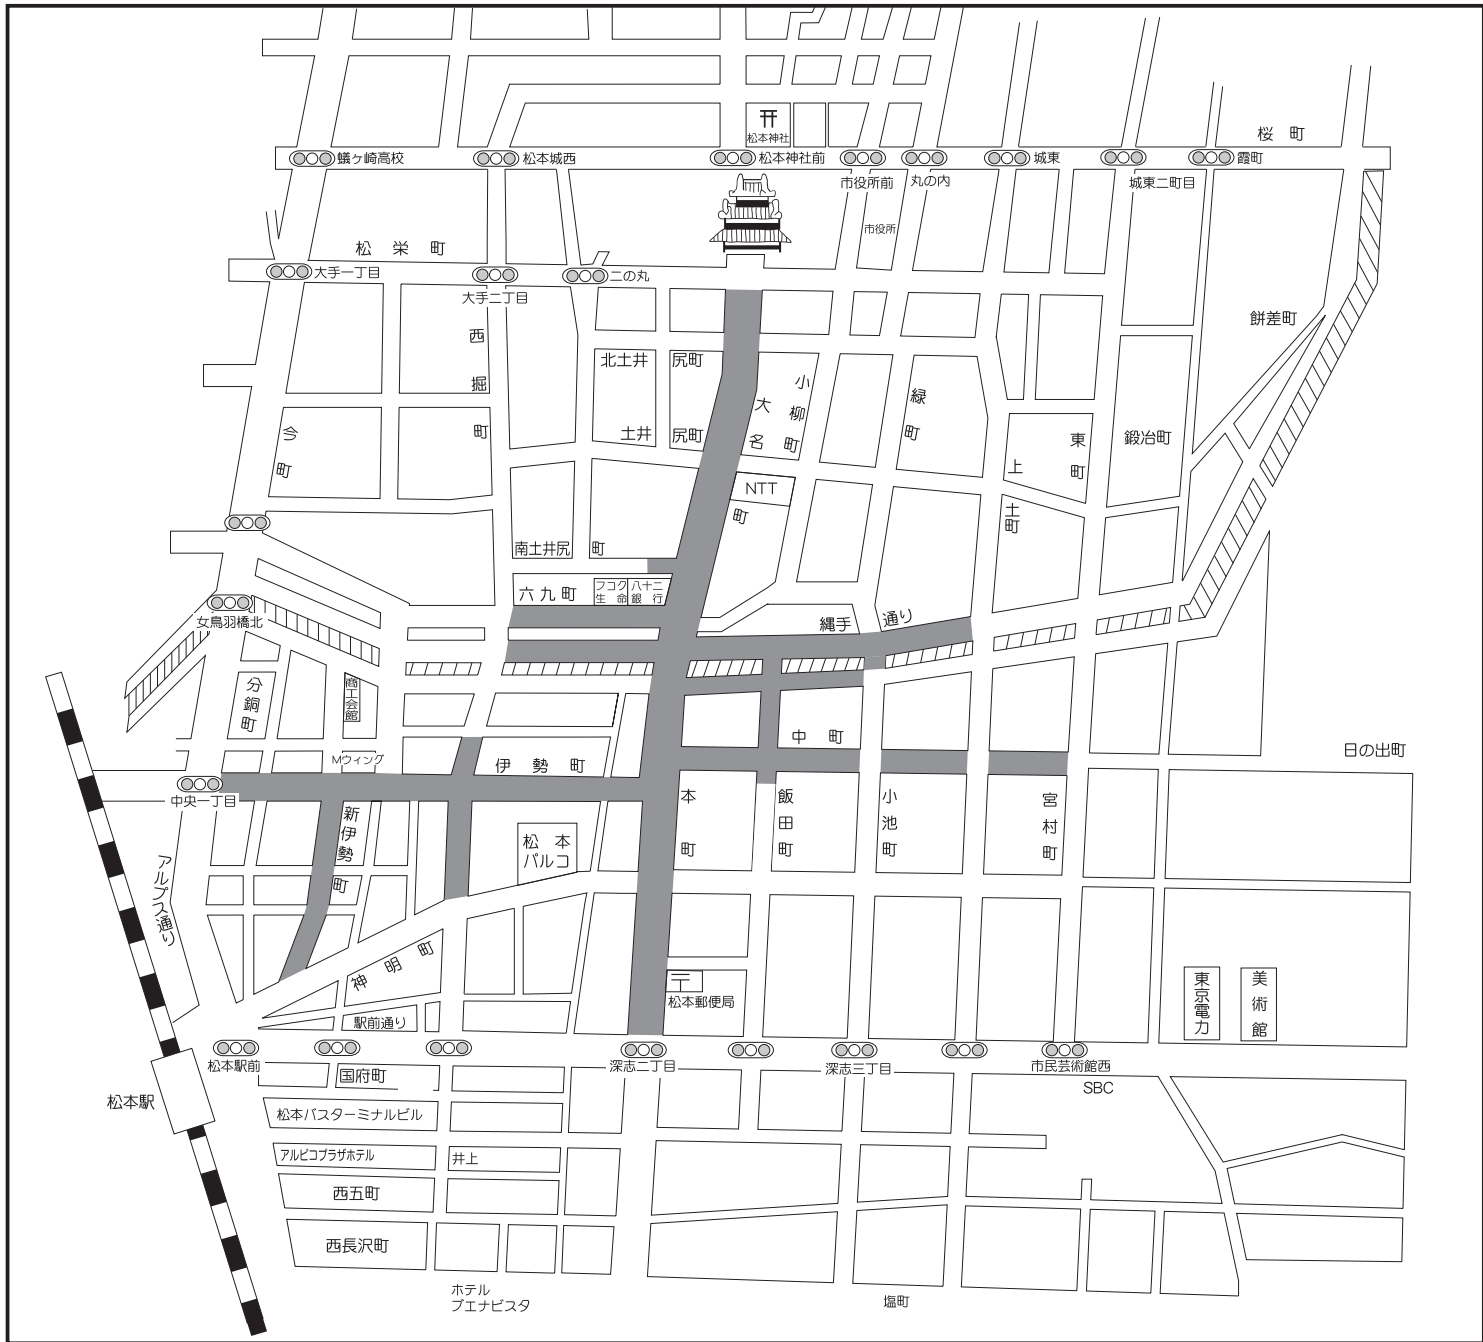 松本神社
桜町
蟻ヶ崎高校
松本城西
松本神社前
市役所前
丸の内
城東
城東二町目
霞町
市役所
松栄町
大手一丁目
大手二丁目
二の丸
餅差町
西堀町
北土井尻町
土井尻町
小柳町
大名町
緑町
東町
上土町
鍛冶町
今町
NTT
南土井尻町
六九町
フコク生命
八十二銀行
縄手通り
女鳥羽橋北
分銅町
商工会館
中町
日の出町
Mウィング
伊勢町
中央一丁目
新伊勢町
松本パルコ
本町
飯田町
小池町
宮村町
アルプス通り
神明町
駅前通り
松本郵便局
東京電力
美術館
松本駅前
深志二丁目
深志三丁目
市民芸術館西
SBC
国府町
松本駅
松本バスターミナルビル
アルピコプラザホテル
井上
西五町
西長沢町
ホテル
ブエナビスタ
塩町